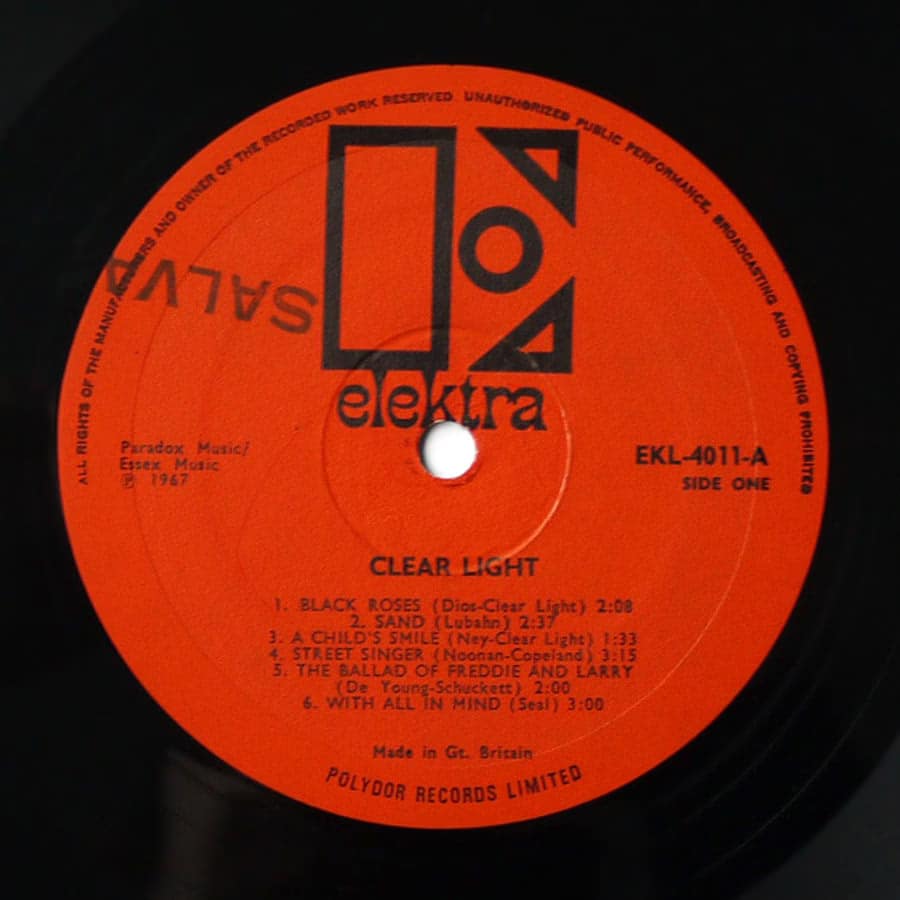 ALL RIGHTS OF THE MANUFACTURERS AND OWNER OF THE RECORDED WORK RESERVED UNAUTHORIZED PUBLIC PERFORMANCE, BROADCASTING AND COPYING PROHIBITED
SALVA
elektra
Paradox Music/
Essex Music
℗ 1967
EKL-4011-A
SIDE ONE
CLEAR LIGHT
1. BLACK ROSES (Dios-Clear Light) 2:08
2. SAND (Lubahn) 2:37
3. A CHILD'S SMILE (Ney-Clear Light) 1:33
4. STREET SINGER (Noonan-Copeland) 3:15
5. THE BALLAD OF FREDDIE AND LARRY
(De Young-Schuckett) 2:00
6. WITH ALL IN MIND (Seal) 3:00
Made in Gt. Britain
POLYDOR RECORDS LIMITED